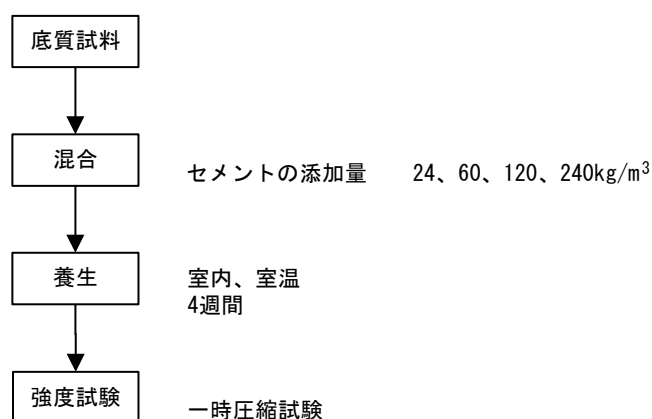 底質試料
混合
セメントの添加量 24、60、120、240kg/m³
養生
室内、室温
4週間
強度試験
一時圧縮試験